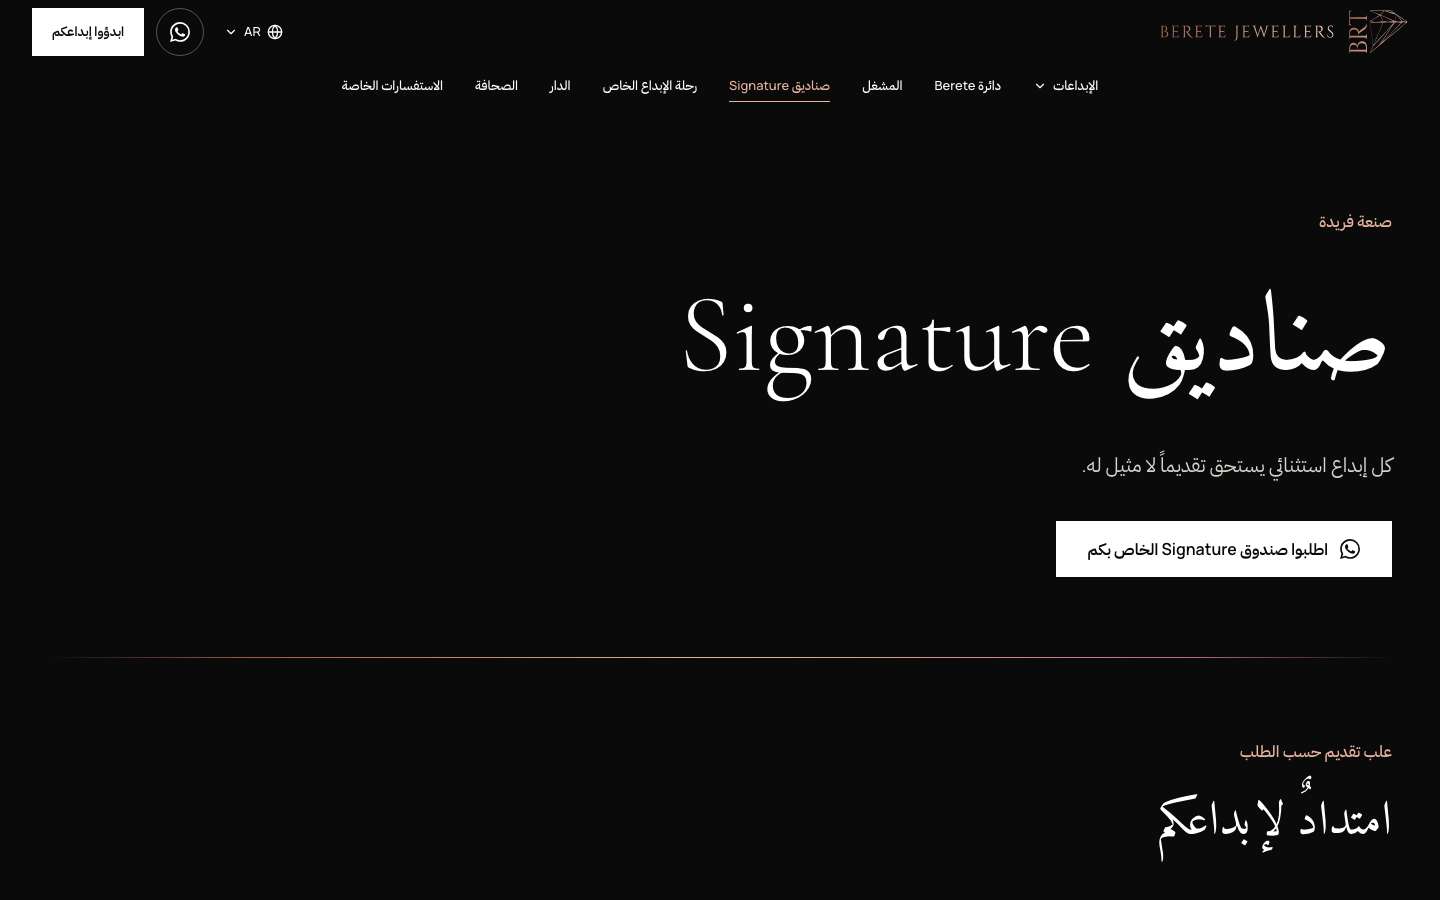 BRT BERETE JEWELLERS
AR
ابدؤوا إبداعكم
الإبداعات
دائرة Berete
المشغل
صناديق Signature
رحلة الإبداع الخاص
الدار
الصحافة
الاستفسارات الخاصة
صنعة فريدة
صناديق Signature
كل إبداع استثنائي يستحق تقديماً لا مثيل له.
اطلبوا صندوق Signature الخاص بكم
علب تقديم حسب الطلب
امتدادٌ لإبداعكم